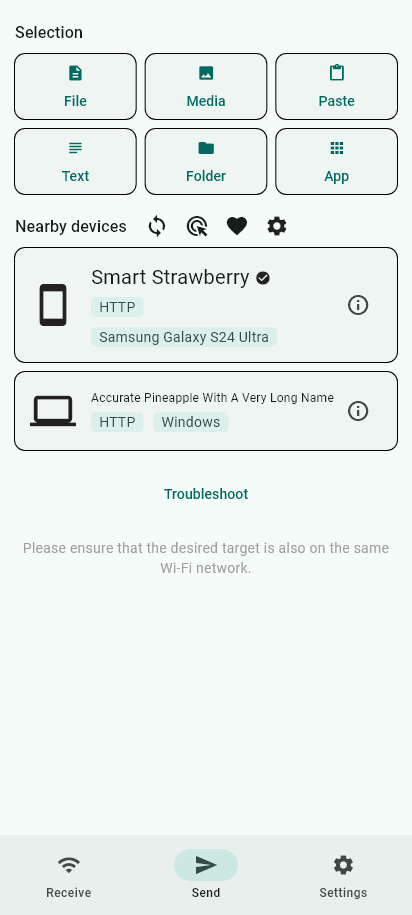 Selection
File
Media
Paste
Text
Folder
App
Nearby devices
Smart Strawberry
HTTP
Samsung Galaxy S24 Ultra
Accurate Pineapple With A Very Long Name
HTTP Windows
Troubleshoot
Please ensure that the desired target is also on the same
Wi-Fi network.
Receive
Send
Settings